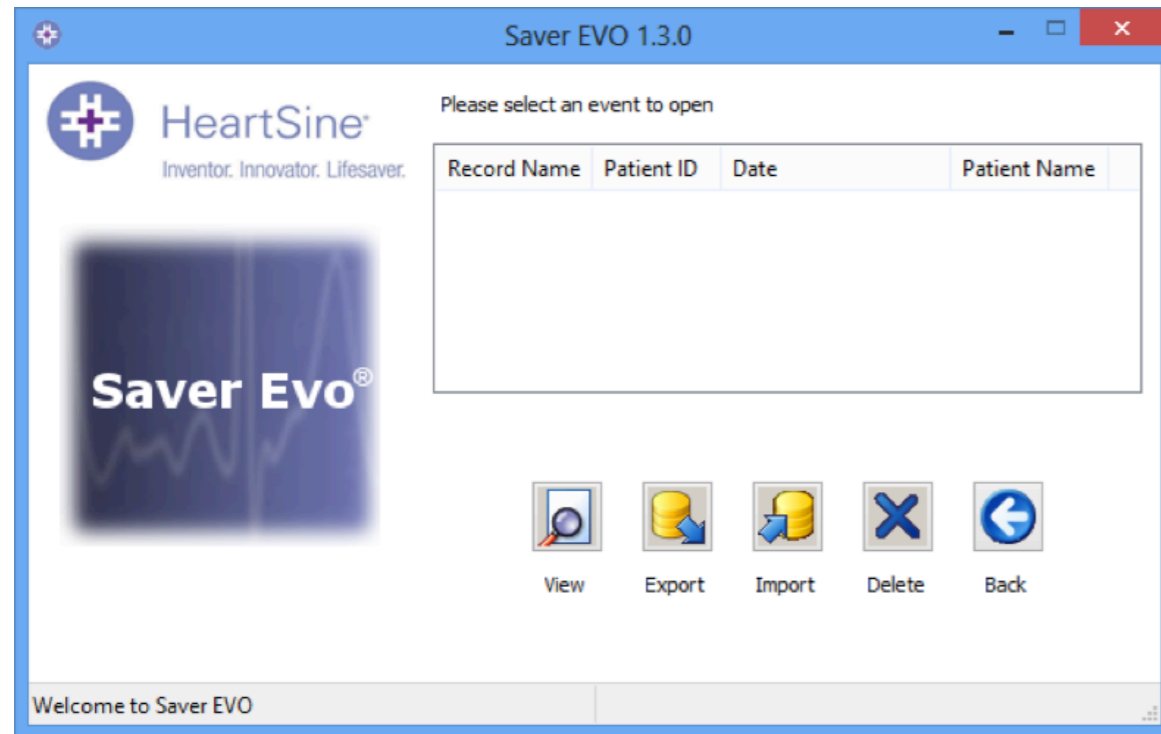 Saver EVO 1.3.0
HeartSine
Inventor. Innovator. Lifesaver.
Please select an event to open
Record Name Patient ID Date Patient Name
Saver Evo®
View Export Import Delete Back
Welcome to Saver EVO